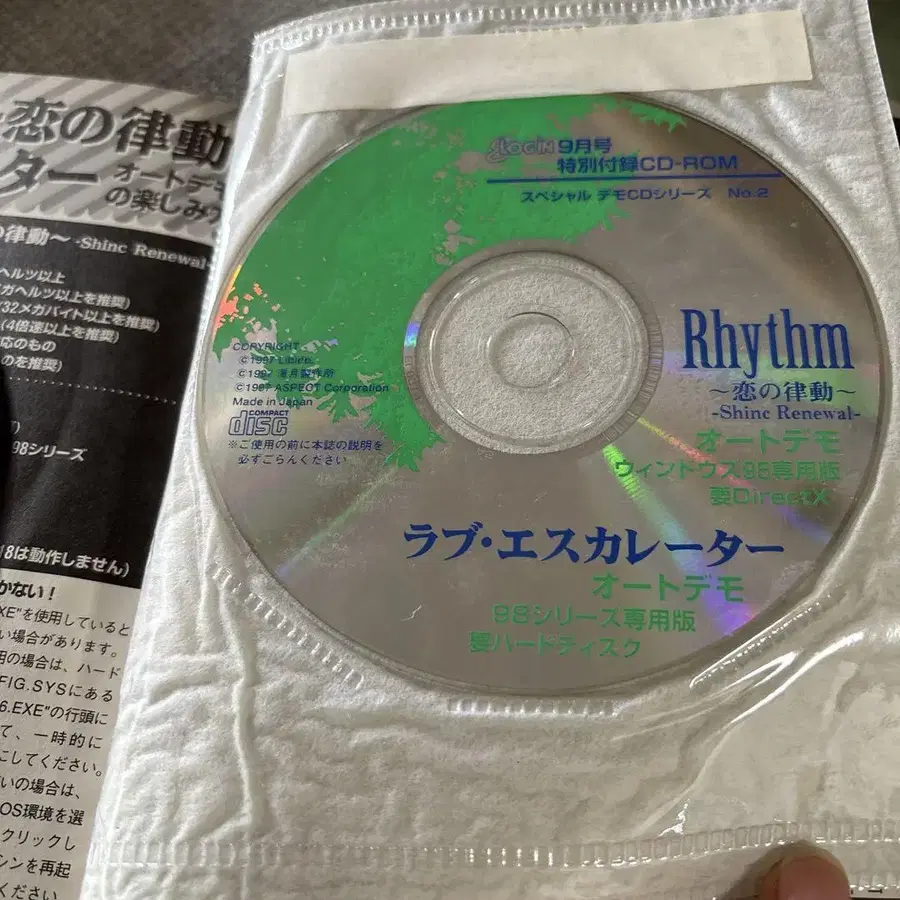 恋の律動
ター オートデモ
の楽しみ方
の律動～ -Shinc Renewal-
ヘルツ以上
ガヘルツ以上を推奨)
(32メガバイト以上を推奨)
(4倍速以上を推奨)
応のもの
のを推奨)
98シリーズ
18は動作しません)
かない！
XE"を使用していると
い場合があります。
用の場合は、ハード
FIG.SYSにある
6.EXE"の行頭に
て、一時的に
にしてください。
いの場合は、
OS環境を選
クリックし
シンを再起
ください
LOGIN 9月号
特別付録CD-ROM
スペシャル デモCDシリーズ No.2
Rhythm
～恋の律動～
-Shinc Renewal-
オートデモ
ウィンドウズ95専用版
要DirectX
COPYRIGHT
©1997 製作所
©1997 ASPECT Corporation
Made in Japan
COMPACT
disc
※ご使用の前に本誌の説明を
必ずごらんください
ラブ・エスカレーター
オートデモ
98シリーズ専用版
要ハードディスク